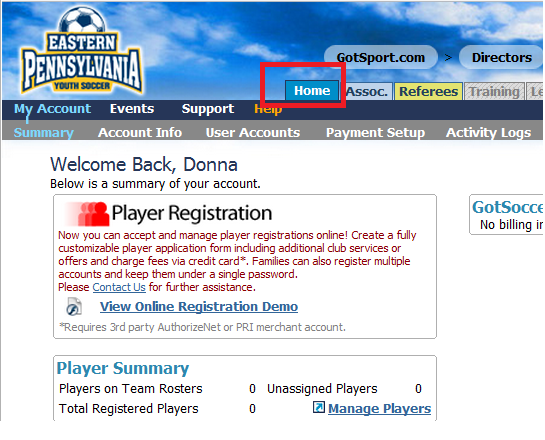 EASTERN
PENNSYLVANIA
YOUTH SOCCER
GotSport.com > Directors
Home Assoc. Referees Training
My Account Events Support Help
Summary Account Info User Accounts Payment Setup Activity Logs
Welcome Back, Donna
Below is a summary of your account.
Player Registration
Now you can accept and manage player registrations online! Create a fully
customizable player application form including additional club services or
offers and charge fees via credit card*. Families can also register multiple
accounts and keep them under a single password.
Please Contact Us for further assistance.
View Online Registration Demo
*Requires 3rd party AuthorizeNet or PRI merchant account.
GotSocce
No billing in
Player Summary
Players on Team Rosters 0 Unassigned Players 0
Total Registered Players 0 Manage Players